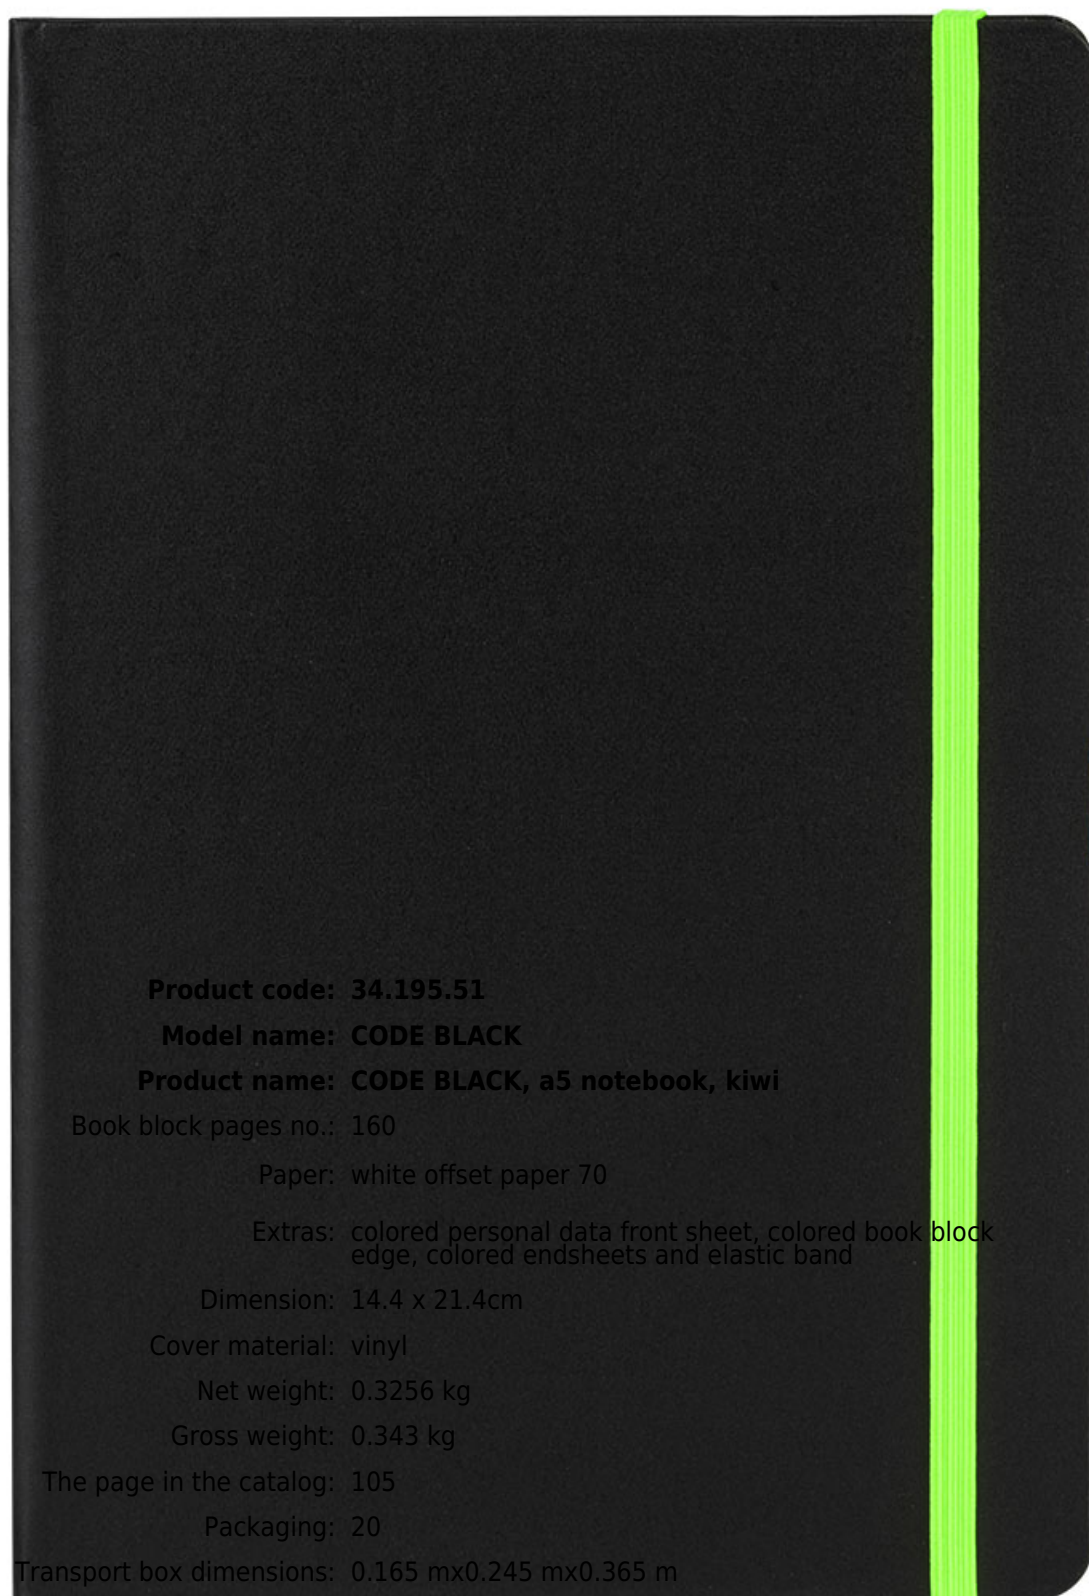 Product code: 34.195.51
Model name: CODE BLACK
Product name: CODE BLACK, a5 notebook, kiwi
Book block pages no.: 160
Paper: white offset paper 70
Extras: colored personal data front sheet, colored book block
edge, colored endsheets and elastic band
Dimension: 14.4 x 21.4cm
Cover material: vinyl
Net weight: 0.3256 kg
Gross weight: 0.343 kg
The page in the catalog: 105
Packaging: 20
Transport box dimensions: 0.165 mx0.245 mx0.365 m